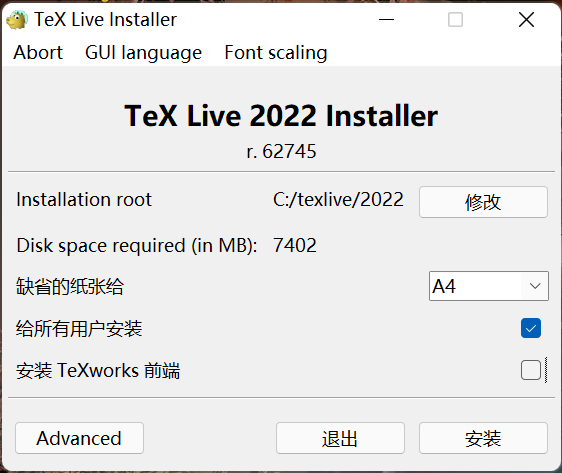 TeX Live Installer
Abort GUI language Font scaling
TeX Live 2022 Installer
r. 62745
Installation root C:/texlive/2022 修改
Disk space required (in MB): 7402
缺省的纸张给 A4
给所有用户安装
安装 TeXworks 前端
Advanced 退出 安装